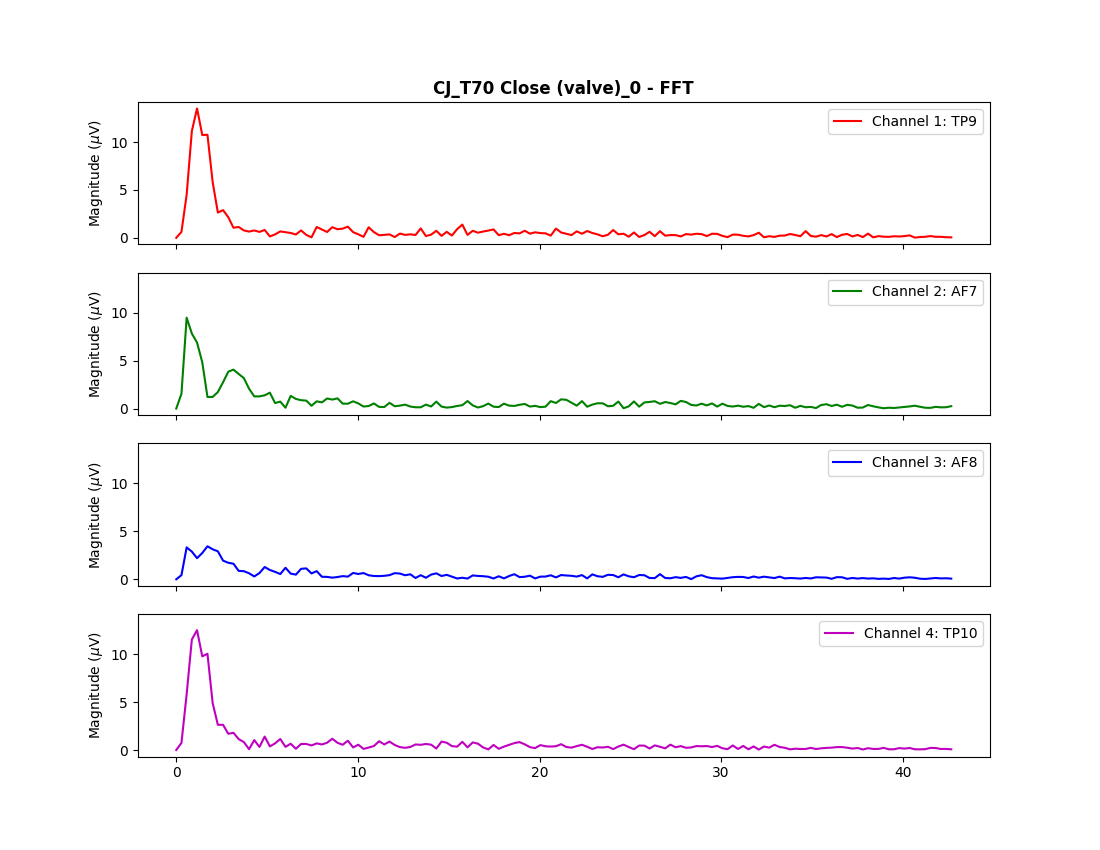 CJ_T70 Close (valve)_0 - FFT
Magnitude (μV)
10
5
0
Channel 1: TP9
Magnitude (μV)
10
5
0
Channel 2: AF7
Magnitude (μV)
10
5
0
Channel 3: AF8
Magnitude (μV)
10
5
0
Channel 4: TP10
0 10 20 30 40